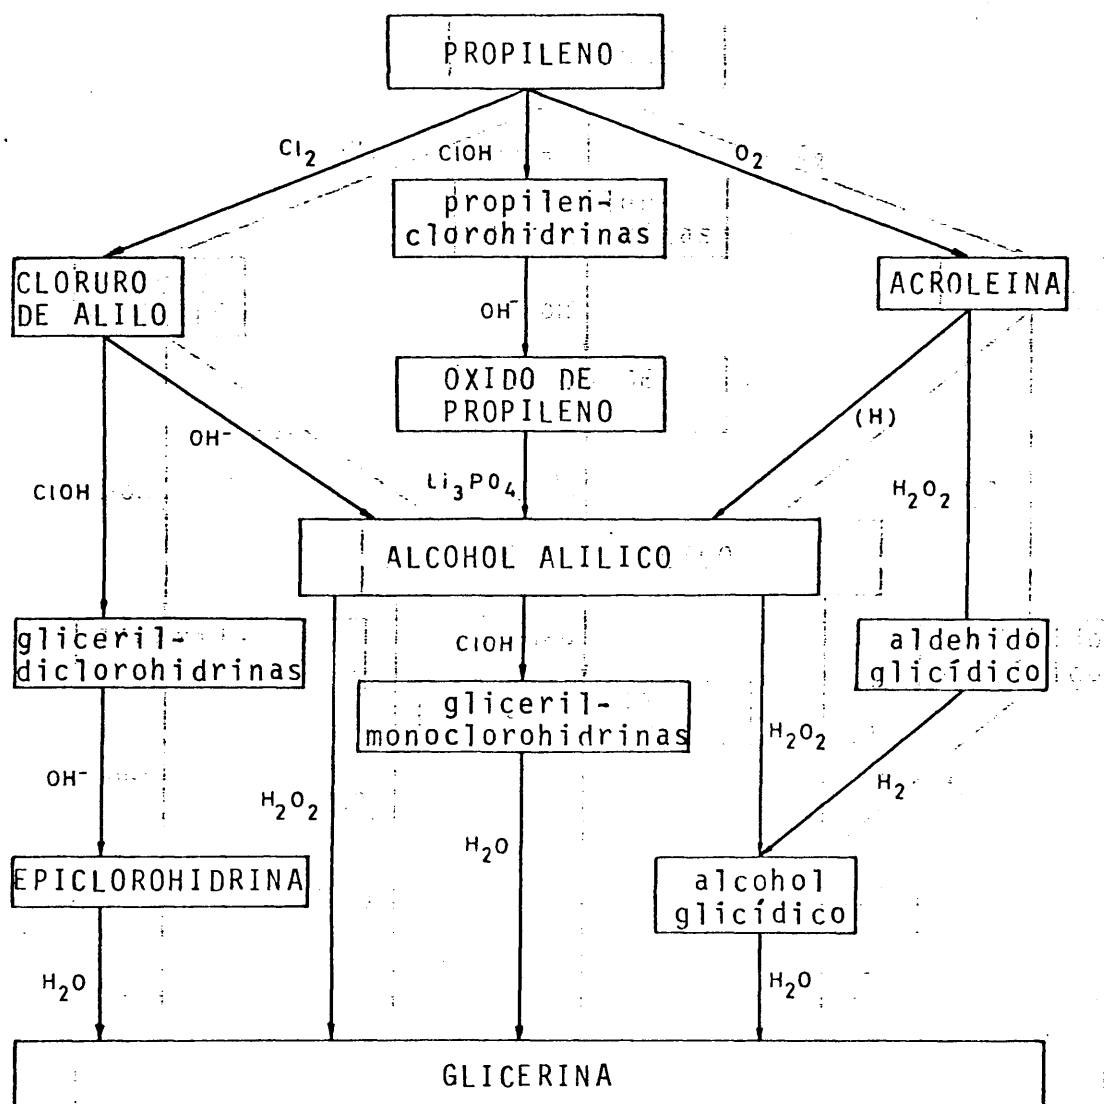 PROPILENO
Cl2
ClOH
O2
propilen-
clorohidrinas
CLORURO
DE ALILO
ACROLEINA
OH-
OXIDO DE
PROPILENO
OH-
(H)
ClOH
Li3PO4
H2O2
ALCOHOL ALILICO
gliceril-
diclorohidrinas
ClOH
aldehido
glicídico
gliceril-
monoclorohidrinas
H2O2
OH-
H2O2
H2
H2O
EPICLOROHIDRINA
alcohol
glicídico
H2O
H2O
GLICERINA